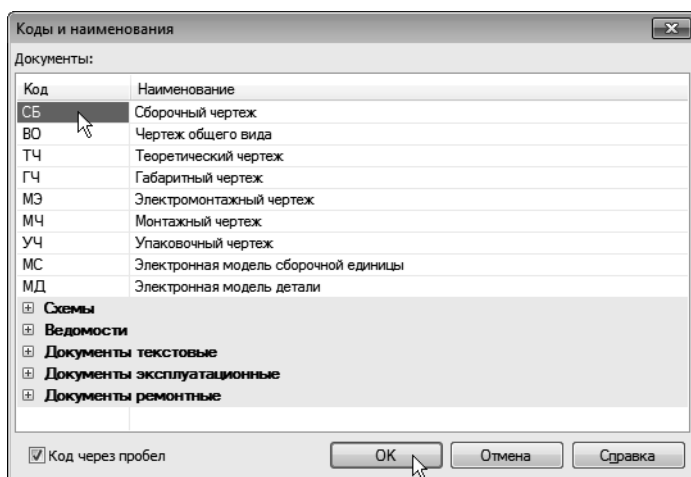 Коды и наименования
Документы:
Код Наименование
СБ Сборочный чертеж
ВО Чертеж общего вида
ТЧ Теоретический чертеж
ГЧ Габаритный чертеж
МЭ Электромонтажный чертеж
МЧ Монтажный чертеж
УЧ Упаковочный чертеж
МС Электронная модель сборочной единицы
МД Электронная модель детали
Схемы
Ведомости
Документы текстовые
Документы эксплуатационные
Документы ремонтные
Код через пробел OK Отмена Справка